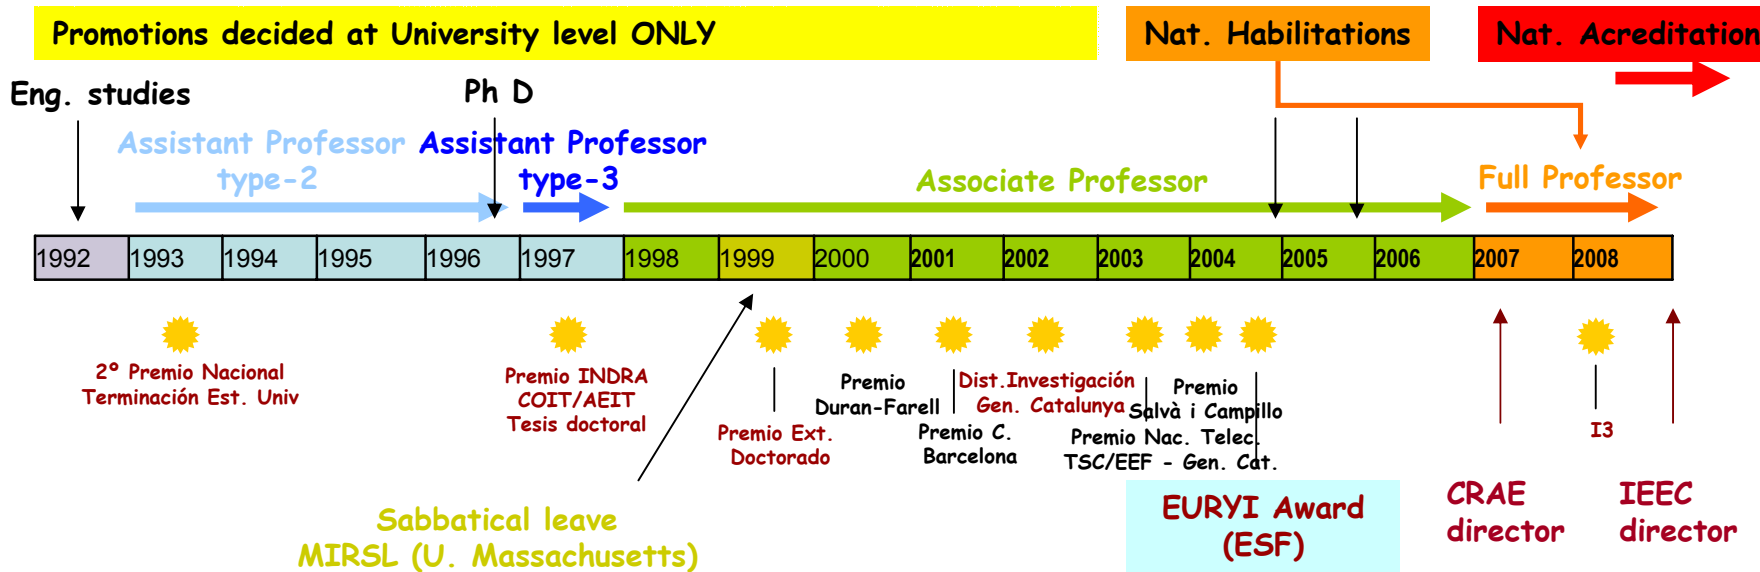 Promotions decided at University level ONLY
Nat. Habilitations
Nat. Acreditation
Eng. studies
Ph D
Assistant Professor
type-2
Assistant Professor
type-3
Associate Professor
Full Professor
1992 1993 1994 1995 1996 1997 1998 1999 2000 2001 2002 2003 2004 2005 2006 2007 2008
2º Premio Nacional
Terminación Est. Univ
Premio INDRA
COIT/AEIT
Tesis doctoral
Premio Ext.
Doctorado
Premio
Duran-Farell
Premio C.
Barcelona
Dist.Investigación
Gen. Catalunya
Premio Nac. Telec.
TSC/EEF - Gen. Cat.
Premio
Salvà i Campillo
I3
Sabbatical leave
MIRSL (U. Massachusetts)
EURYI Award
(ESF)
CRAE
director
IEEC
director